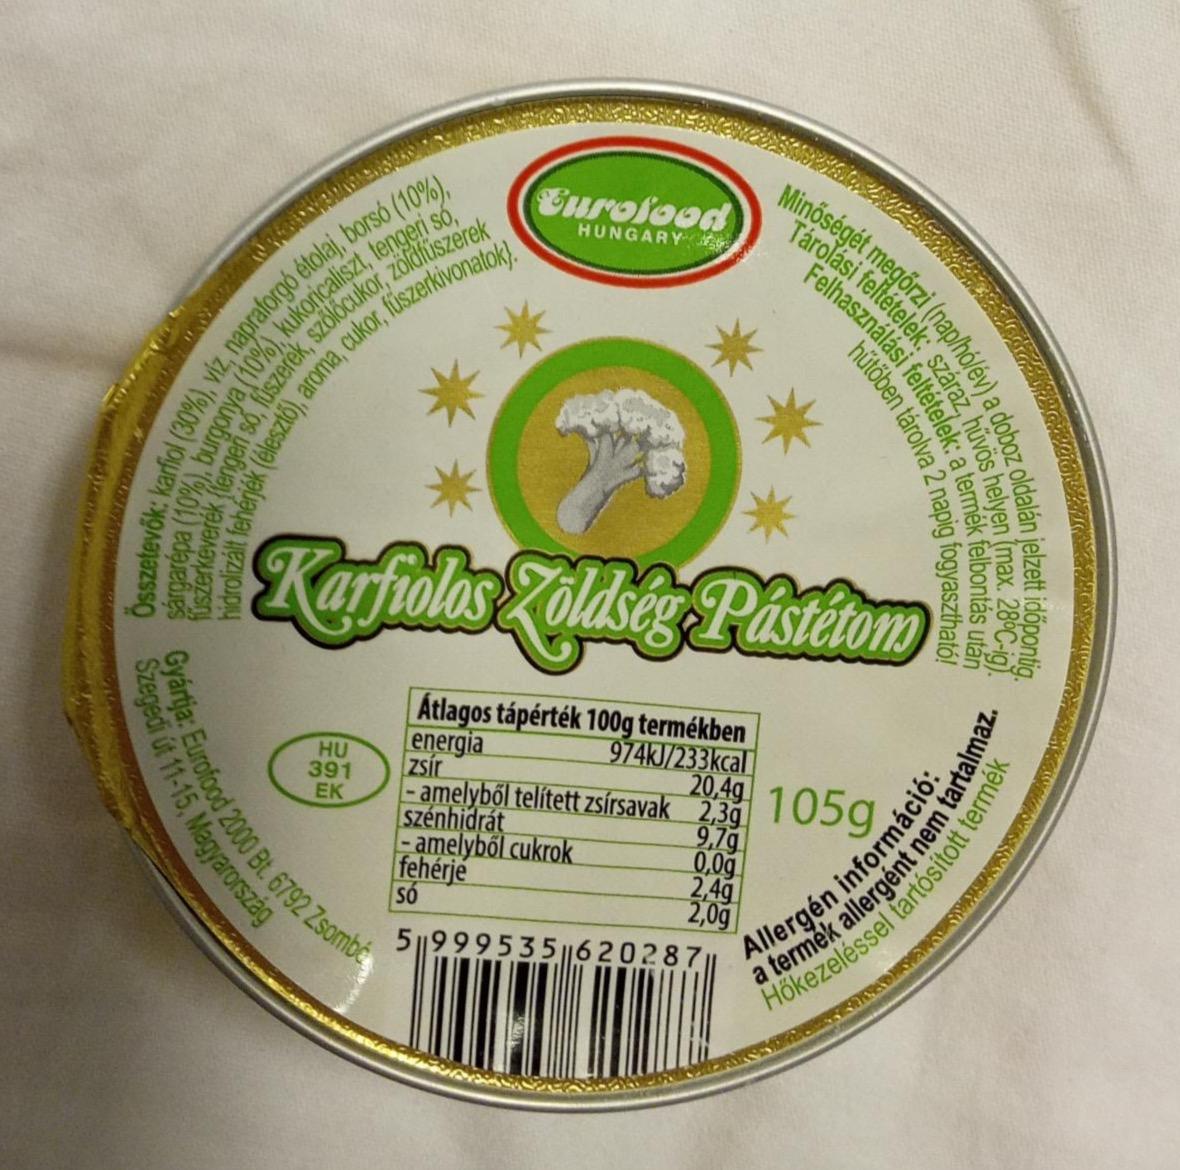 Eurofood
HUNGARY
Összetevők: karfiol (30%), víz, napraforgó étolaj, borsó (10%),
sárgarépa (10%), burgonya (10%), kukoricaliszt, tengeri só,
fűszerkeverék (tengeri só, fűszerek, szőlőcukor, zöldfűszerek
hidrolizált fehérjék (élesztő), aroma, cukor, fűszerkivonatok).
Minőségét megőrzi (nap/hó/év) a doboz oldalán jelzett időpontig.
Tárolási feltételek: száraz, hűvös helyen (max. 28°C-ig).
Felhasználási feltételek: a termék felbontás után
hűtőben tárolva 2 napig fogyasztható!
Karfiolos Zöldség Pástétom
Gyártja: Eurofood 2000 Bt. 6792 Zsombó,
Szegedi út 11-15, Magyarország
HU
391
EK
Átlagos tápérték 100g termékben
energia 974kJ/233kcal
zsír 20,4g
- amelyből telített zsírsavak 2,3g
szénhidrát 9,7g
- amelyből cukrok 0,0g
fehérje 2,4g
só 2,0g
105g
Allergén információ:
a termék allergént nem tartalmaz.
Hőkezeléssel tartósított termék
5 999535 620287